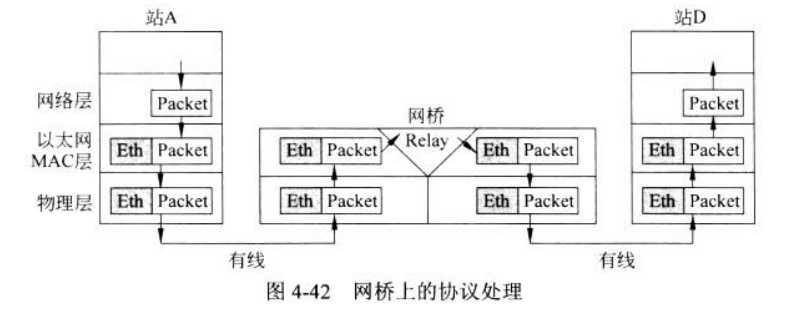 站A
站D
网络层
Packet
Packet
网桥
以太网
MAC层
Eth Packet
Eth Packet
Relay
Eth Packet
Eth Packet
物理层
Eth Packet
Eth Packet
Eth Packet
Eth Packet
有线
有线
图 4-42 网桥上的协议处理